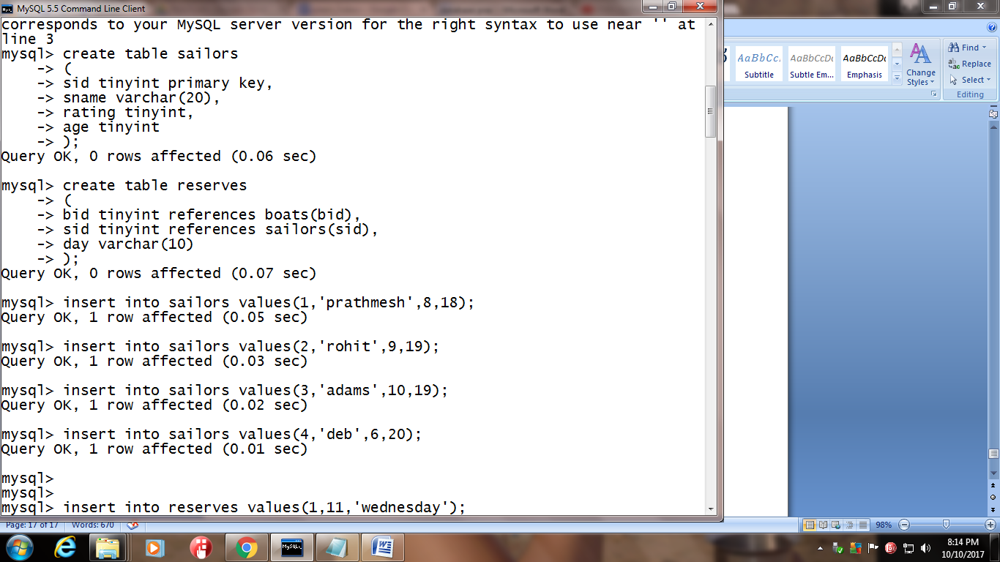 MySQL 5.5 Command Line Client
corresponds to your MySQL server version for the right syntax to use near '' at
line 3
mysql> create table sailors
-> (
-> sid tinyint primary key,
-> sname varchar(20),
-> rating tinyint,
-> age tinyint
-> );
Query OK, 0 rows affected (0.06 sec)
mysql> create table reserves
-> (
-> bid tinyint references boats(bid),
-> sid tinyint references sailors(sid),
-> day varchar(10)
-> );
Query OK, 0 rows affected (0.07 sec)
mysql> insert into sailors values(1,'prathmesh',8,18);
Query OK, 1 row affected (0.05 sec)
mysql> insert into sailors values(2,'rohit',9,19);
Query OK, 1 row affected (0.03 sec)
mysql> insert into sailors values(3,'adams',10,19);
Query OK, 1 row affected (0.02 sec)
mysql> insert into sailors values(4,'deb',6,20);
Query OK, 1 row affected (0.01 sec)
mysql>
mysql>
mysql> insert into reserves values(1,11,'wednesday');
AaBbCc AaBbCcDc AaBbCcDc
Subtitle Subtle Em... Emphasis
Change
Styles
Find
Replace
Select
Editing
Page: 17 of 17 Words: 670
98%
MySQL
8:14 PM
10/10/2017